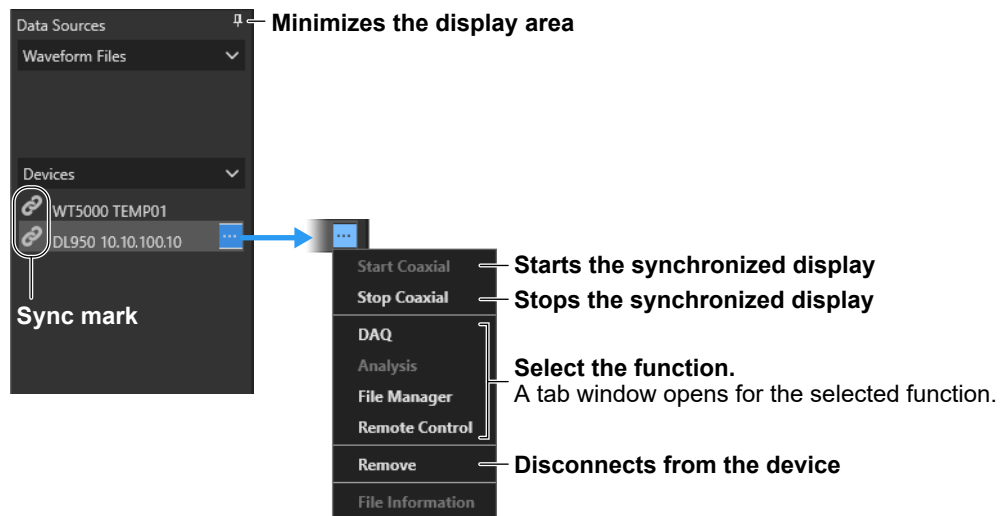 Data Sources
Minimizes the display area
Waveform Files
Devices
WT5000 TEMP01
DL950 10.10.100.10
...
...
Sync mark
Start Coaxial
Starts the synchronized display
Stop Coaxial
Stops the synchronized display
DAQ
Analysis
File Manager
Remote Control
Select the function.
A tab window opens for the selected function.
Remove
Disconnects from the device
File Information